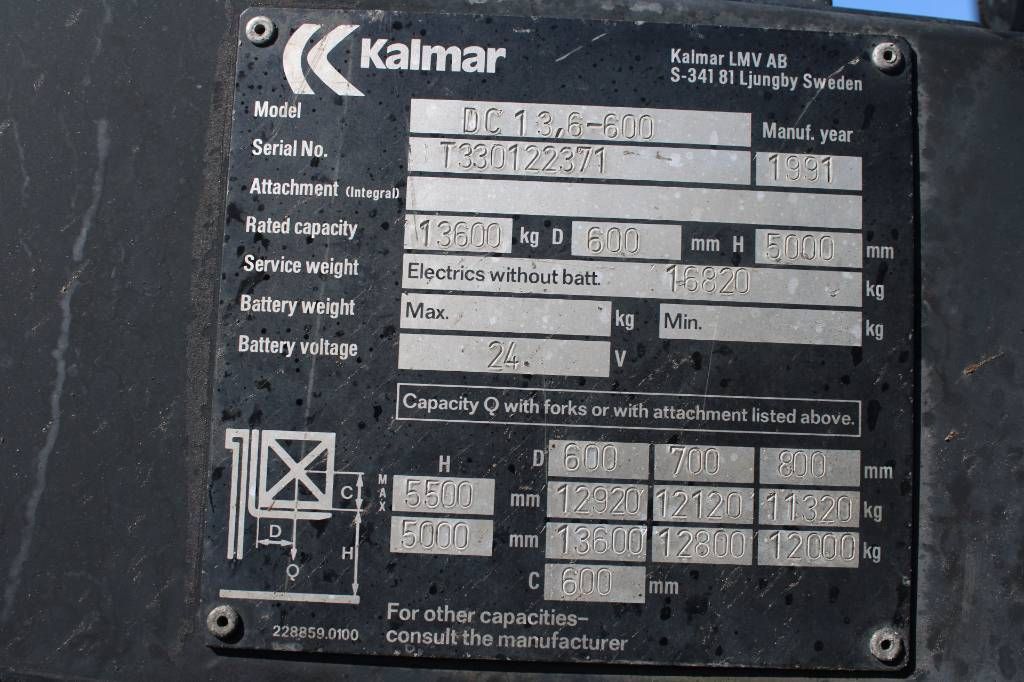 Kalmar
Kalmar LMV AB
S-341 81 Ljungby Sweden
Model DC 13,6-600 Manuf. year
Serial No. T330122371 1991
Attachment (Integral)
Rated capacity 13600 kg D 600 mm H 5000 mm
Service weight Electrics without batt. 16820 kg
Battery weight Max. kg Min. kg
Battery voltage 24. V
Capacity Q with forks or with attachment listed above.
H D 600 700 800 mm
MAX 5500 mm 12920 12120 11320 kg
5000 mm 13600 12800 12000 kg
C 600 mm
C
D
H
Q
228859.0100
For other capacities-
consult the manufacturer